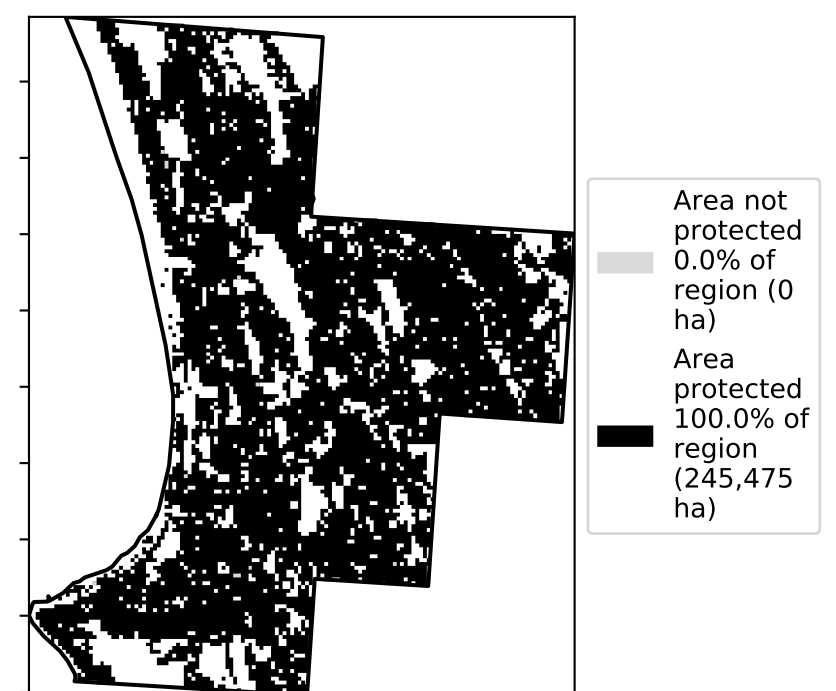 Area not
protected
0.0% of
region (0
ha)
Area
protected
100.0% of
region
(245,475
ha)